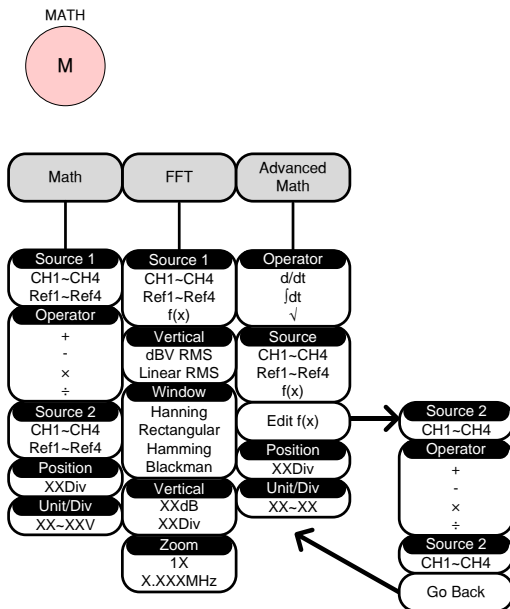 MATH
M
Math
Source 1
CH1~CH4
Ref1~Ref4
Operator
+
-
×
÷
Source 2
CH1~CH4
Ref1~Ref4
Position
XXDiv
Unit/Div
XX~XXV
FFT
Source 1
CH1~CH4
Ref1~Ref4
f(x)
Vertical
dBV RMS
Linear RMS
Window
Hanning
Rectangular
Hamming
Blackman
Vertical
XXdB
XXDiv
Zoom
1X
X.XXXMHz
Advanced
Math
Operator
d/dt
∫dt
√
Source
CH1~CH4
Ref1~Ref4
f(x)
Edit f(x)
Position
XXDiv
Unit/Div
XX~XX
Source 2
CH1~CH4
Operator
+
-
×
÷
Source 2
CH1~CH4
Go Back